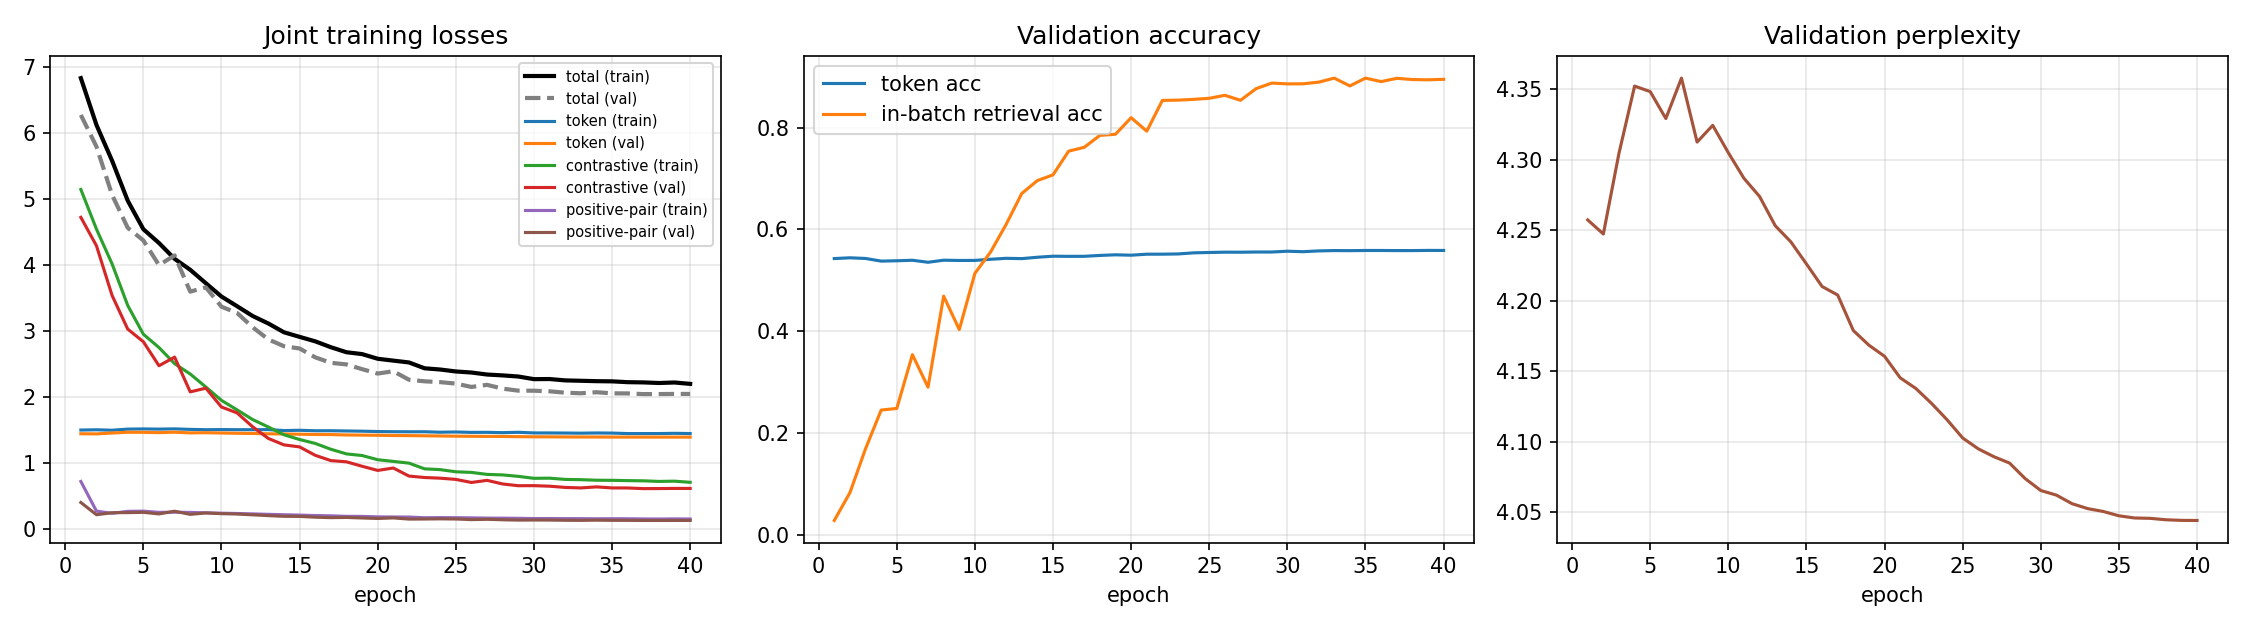 Joint training losses
7
6
5
4
3
2
1
0
total (train)
total (val)
token (train)
token (val)
contrastive (train)
contrastive (val)
positive-pair (train)
positive-pair (val)
0 5 10 15 20 25 30 35 40
epoch
Validation accuracy
token acc
in-batch retrieval acc
0.8
0.6
0.4
0.2
0.0
0 5 10 15 20 25 30 35 40
epoch
Validation perplexity
4.35
4.30
4.25
4.20
4.15
4.10
4.05
0 5 10 15 20 25 30 35 40
epoch